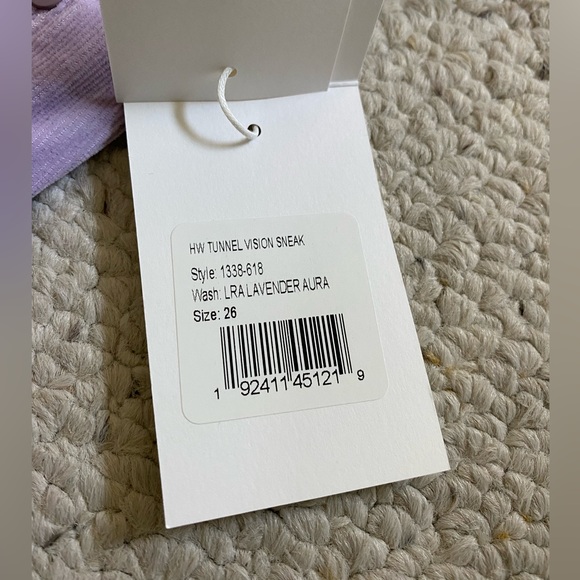 HW TUNNEL VISION SNEAK
Style: 1338-618
Wash: LRA LAVENDER AURA
Size: 26
1 92411 45121 9